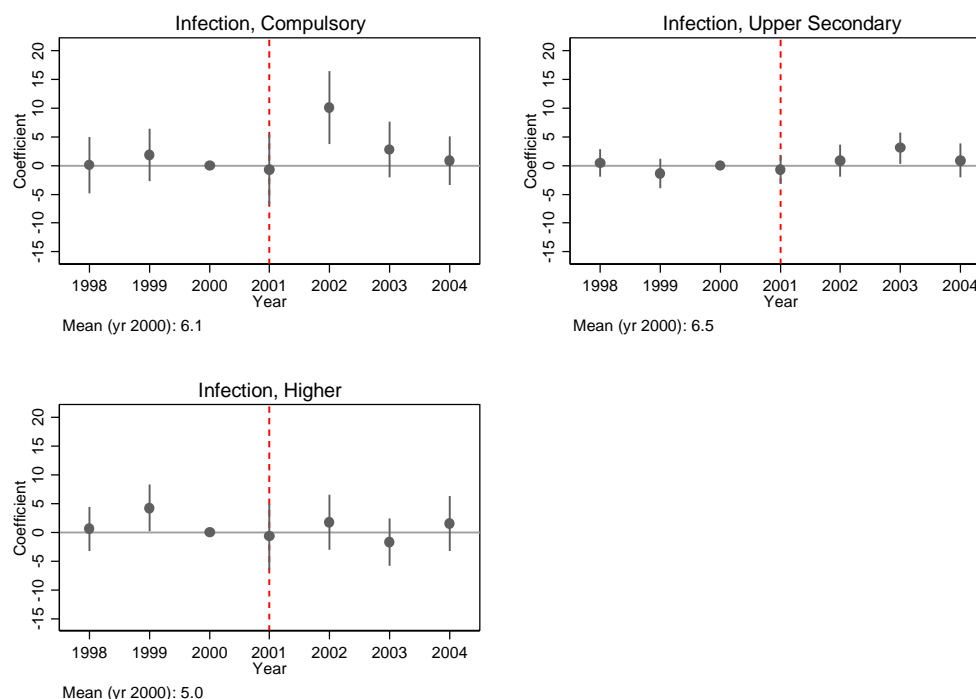 Infection, Compulsory
Coefficient
20
15
10
5
0
-5
-10
-15
1998 1999 2000 2001 2002 2003 2004
Year
Mean (yr 2000): 6.1
Infection, Upper Secondary
Coefficient
20
15
10
5
0
-5
-10
-15
1998 1999 2000 2001 2002 2003 2004
Year
Mean (yr 2000): 6.5
Infection, Higher
Coefficient
20
15
10
5
0
-5
-10
-15
1998 1999 2000 2001 2002 2003 2004
Year
Mean (yr 2000): 5.0